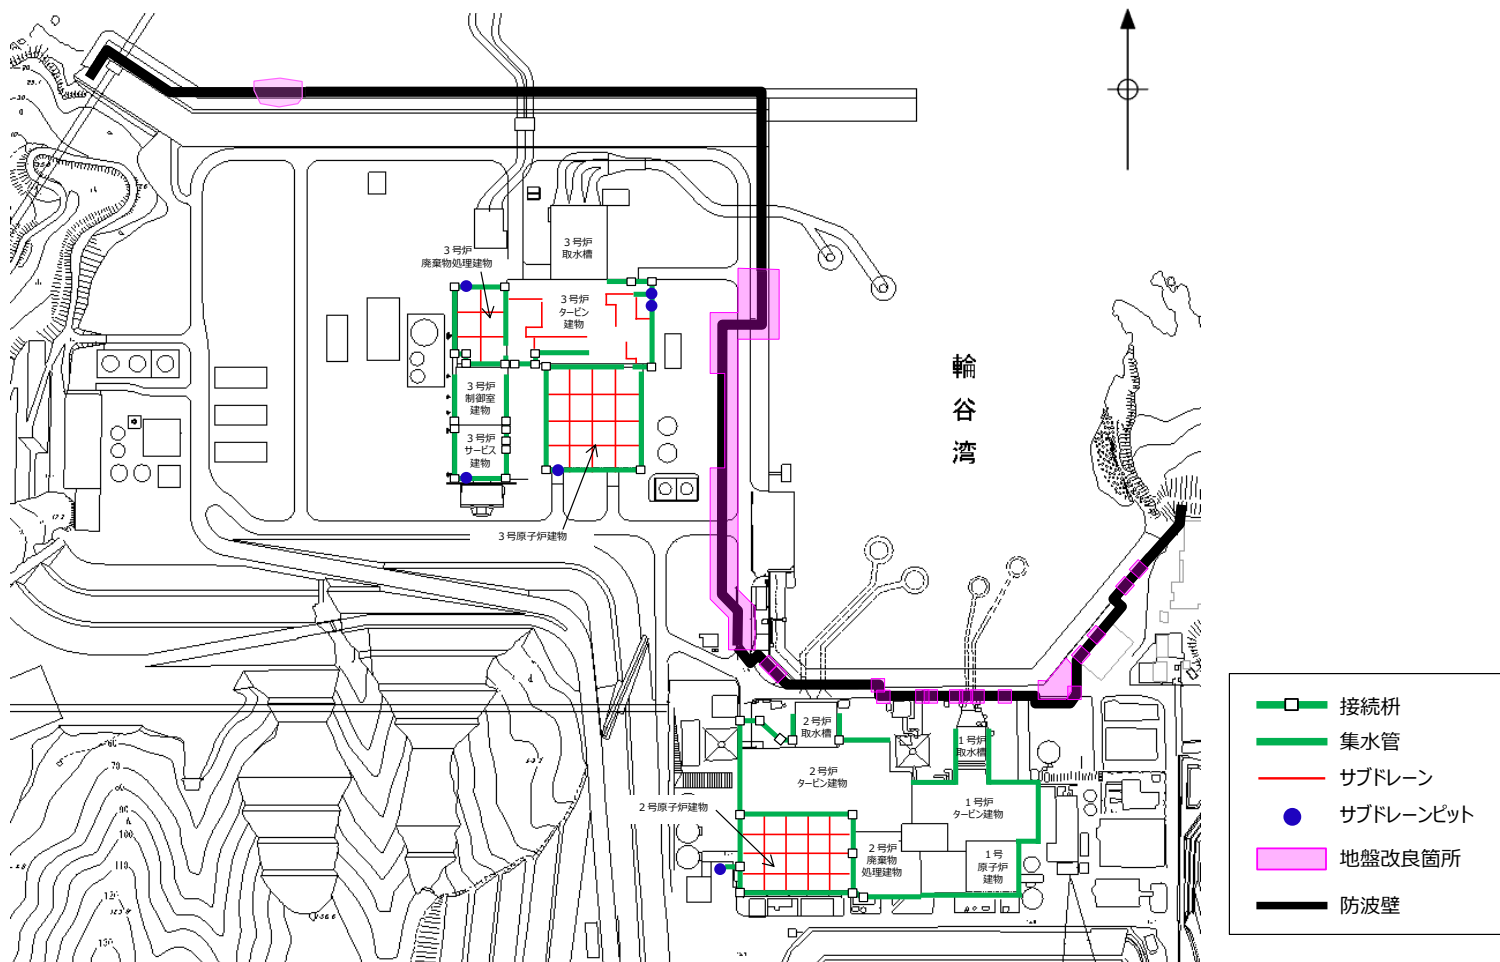 3号炉
廃棄物処理建物
3号炉
取水槽
3号炉
タービン
建物
3号炉
制御室
建物
3号炉
サービス
建物
3号原子炉建物
輪
谷
湾
2号炉
取水槽
1号炉
取水槽
2号炉
タービン建物
1号炉
タービン建物
2号原子炉建物
2号炉
廃棄物
処理建物
1号
原子炉
建物
接続枡
集水管
サブドレーン
サブドレーンピット
地盤改良箇所
防波壁
60
70
90
100
110
120
130